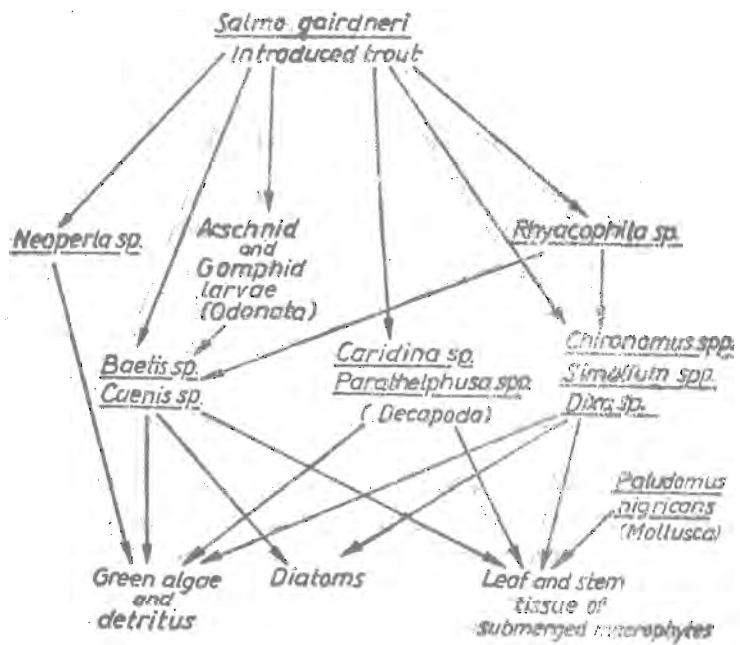 Salmo gairdneri
introduced trout
Neoperla sp.
Aeschnid
and
Gomphid
larvae
(Odonata)
Rhyacophila sp.
Baetis sp.
Caenis sp.
Caridina sp.
Parathelphusa spp.
(Decapoda)
Chironomus spp.
Simulium spp.
Dixa sp.
Paludomus
nigricans
(Mollusca)
Green algae
and
detritus
Diatoms
Leaf and stem
tissue of
submerged macrophytes